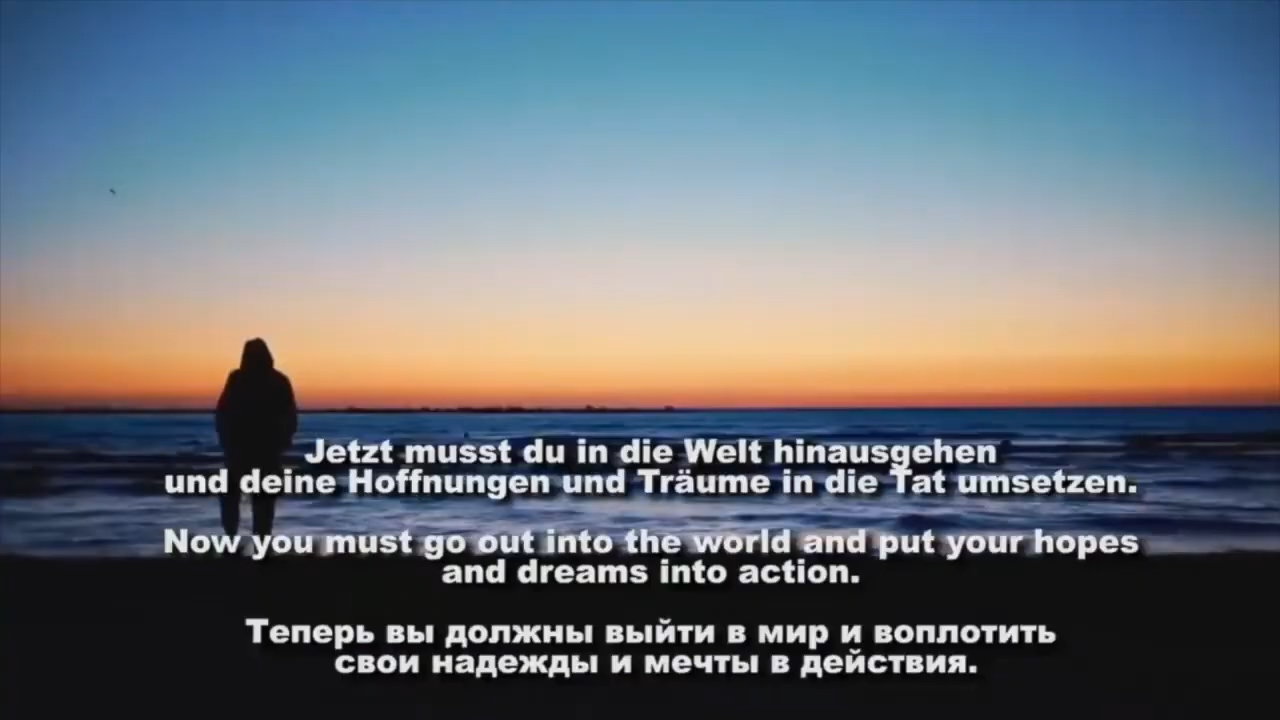 Jetzt musst du in die Welt hinausgehen
und deine Hoffnungen und Träume in die Tat umsetzen.
Now you must go out into the world and put your hopes
and dreams into action.
Теперь вы должны выйти в мир и воплотить
свои надежды и мечты в действия.